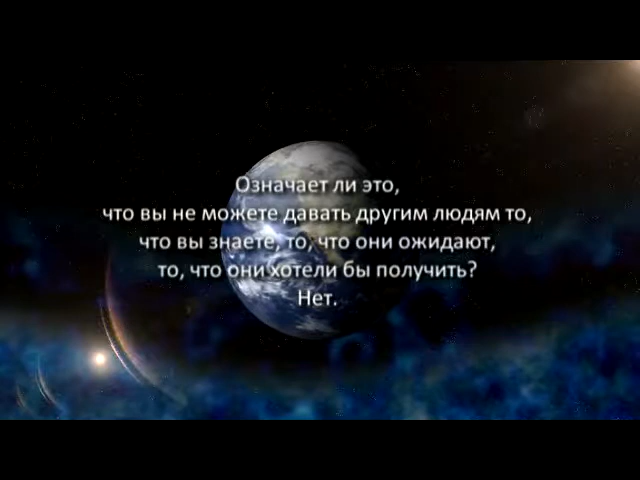 Означает ли это,
что вы не можете давать другим людям то,
что вы знаете, то, что они ожидают,
то, что они хотели бы получить?
Нет.